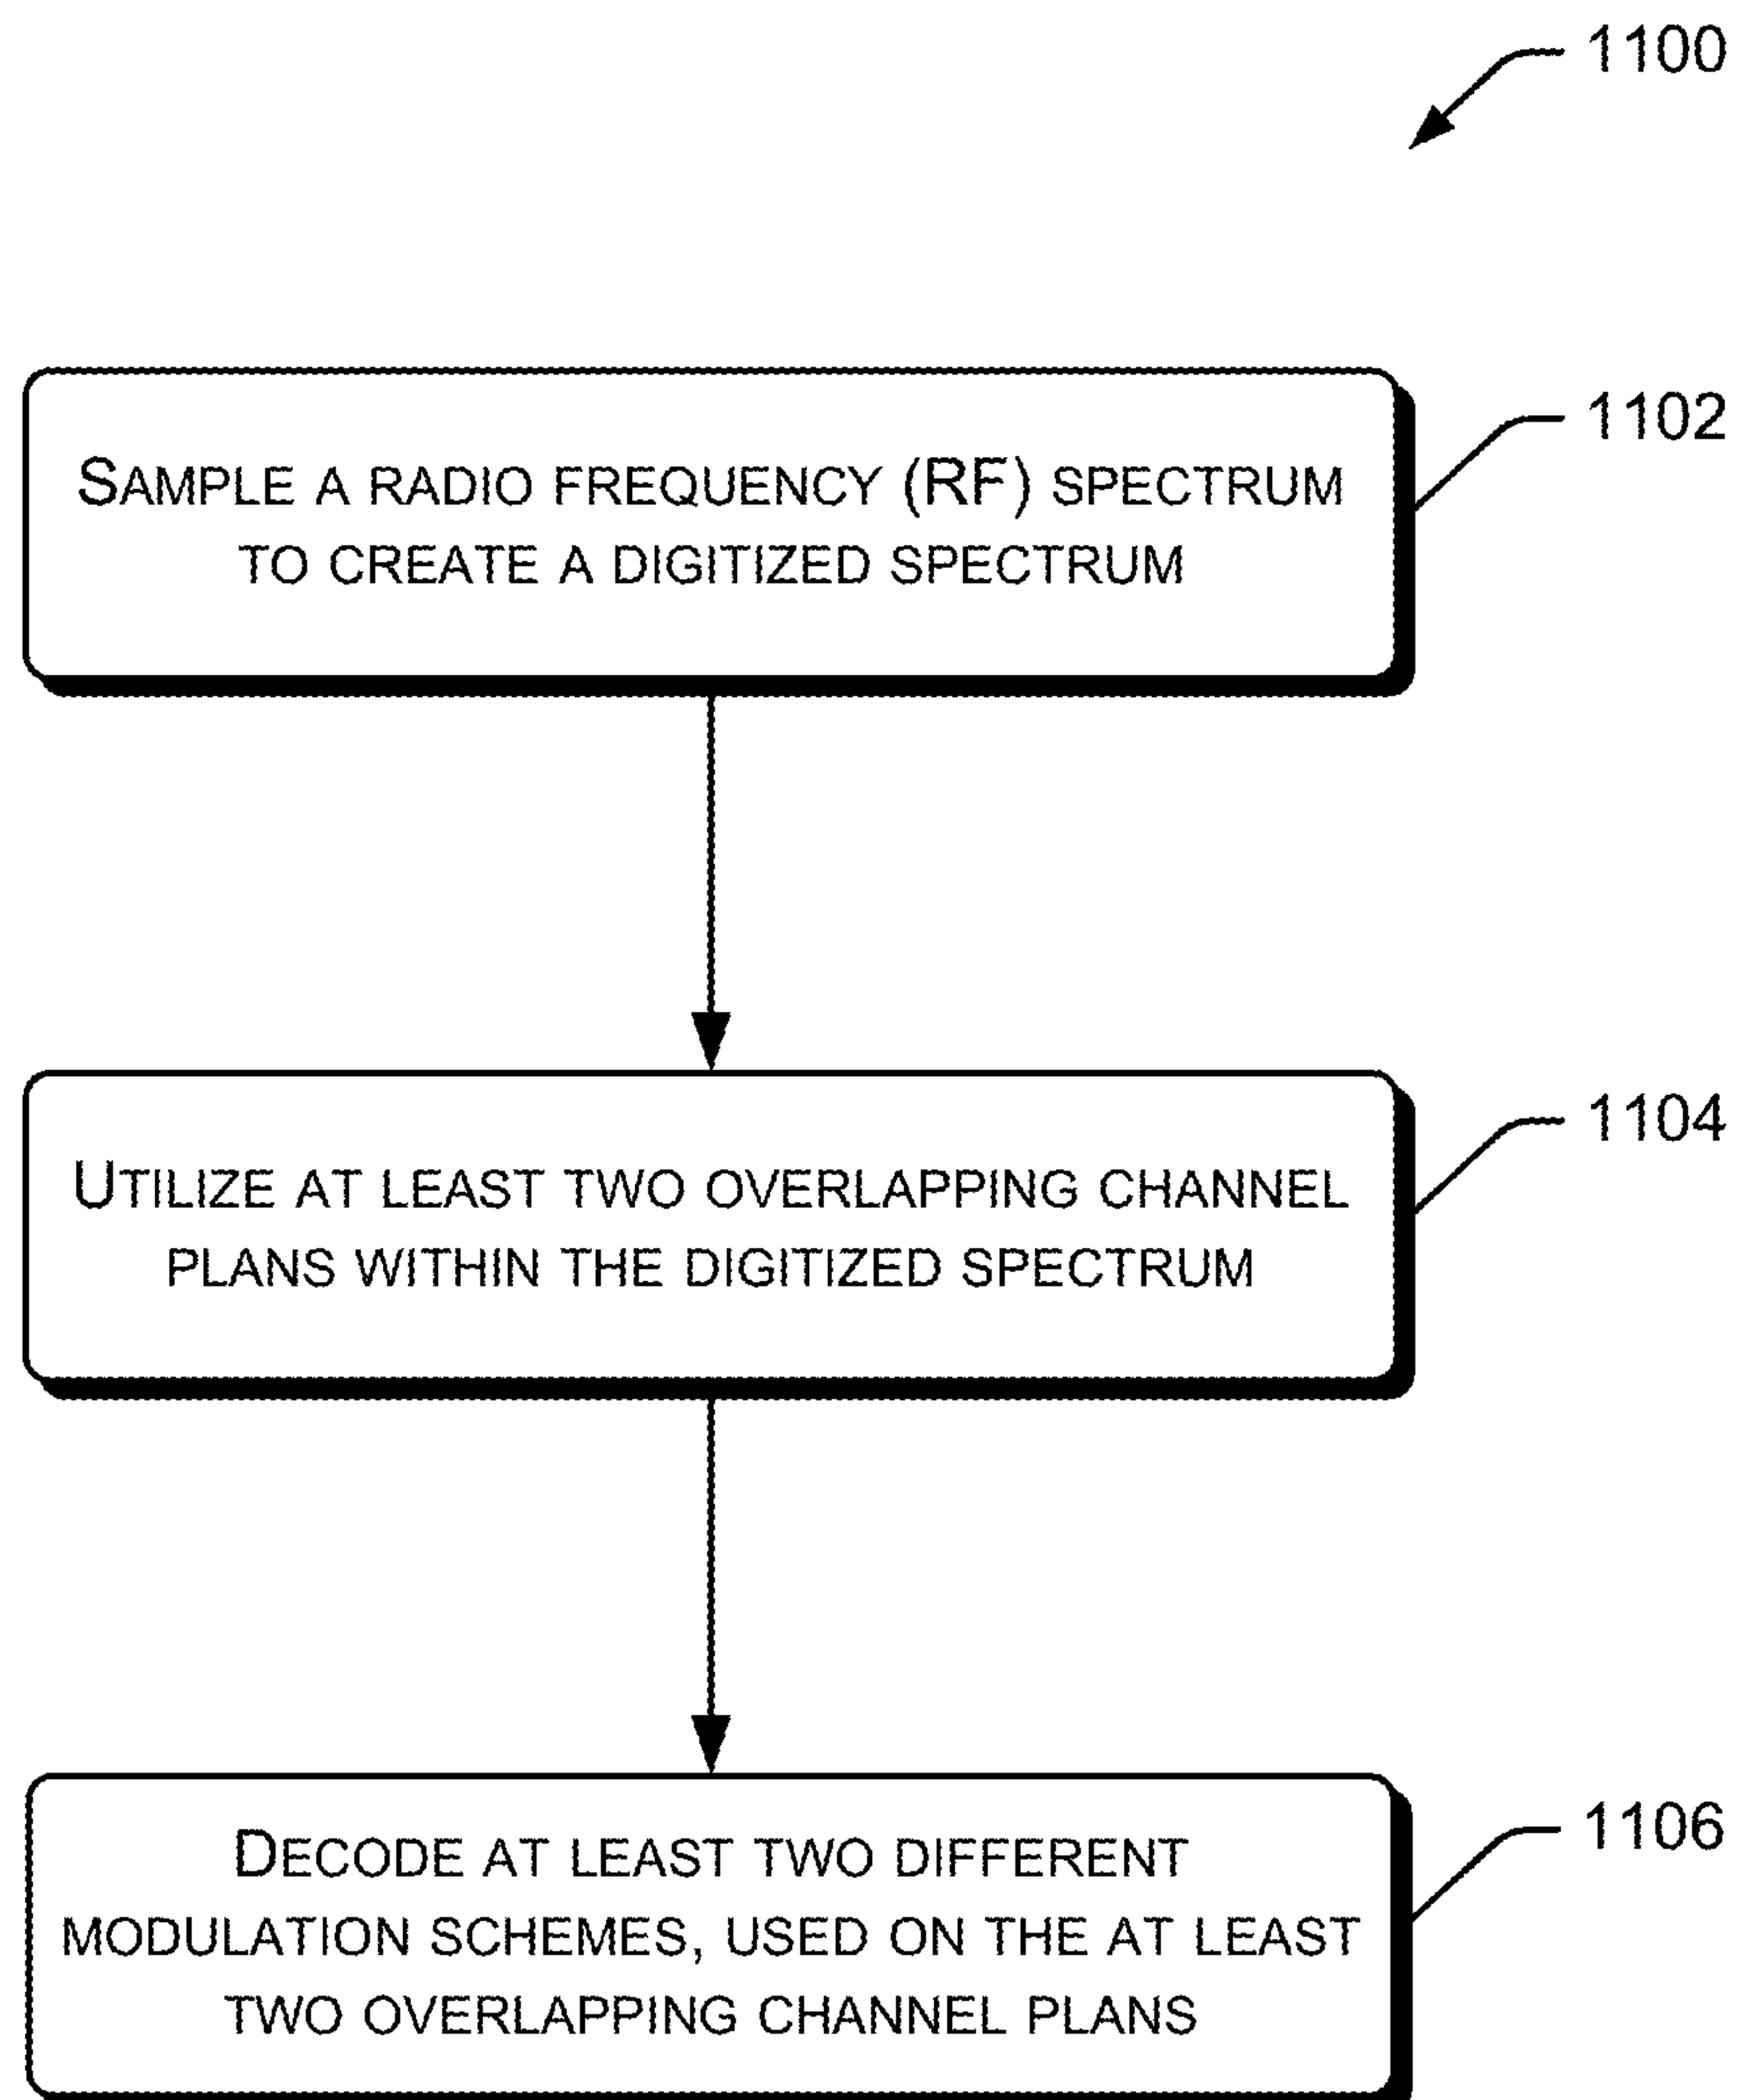 1100
1102
SAMPLE A RADIO FREQUENCY (RF) SPECTRUM
TO CREATE A DIGITIZED SPECTRUM
1104
UTILIZE AT LEAST TWO OVERLAPPING CHANNEL
PLANS WITHIN THE DIGITIZED SPECTRUM
1106
DECODE AT LEAST TWO DIFFERENT
MODULATION SCHEMES, USED ON THE AT LEAST
TWO OVERLAPPING CHANNEL PLANS